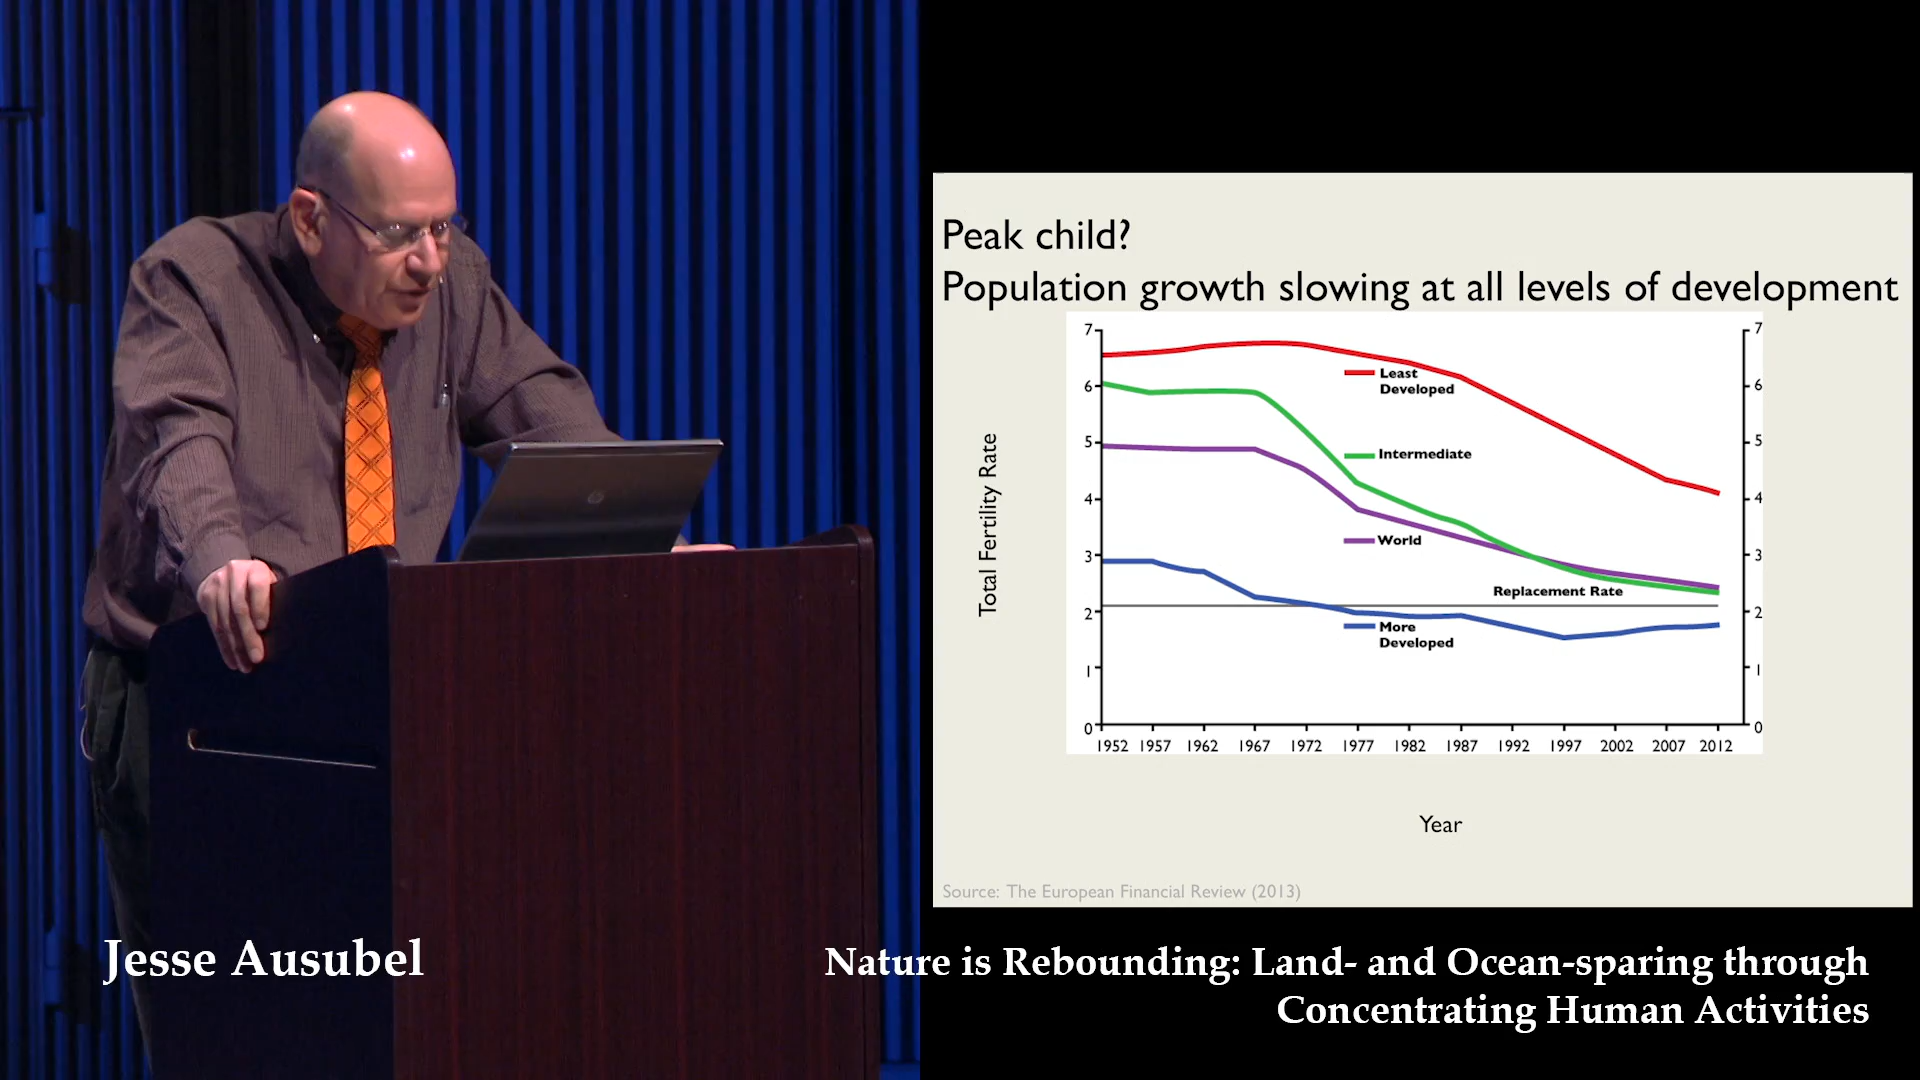 Peak child?
Population growth slowing at all levels of development
7
6
5
4
3
2
1
0
7
6
5
4
3
2
1
0
Total Fertility Rate
Least
Developed
Intermediate
World
Replacement Rate
More
Developed
1952 1957 1962 1967 1972 1977 1982 1987 1992 1997 2002 2007 2012
Year
Source: The European Financial Review (2013)
Jesse Ausubel
Nature is Rebounding: Land- and Ocean-sparing through
Concentrating Human Activities